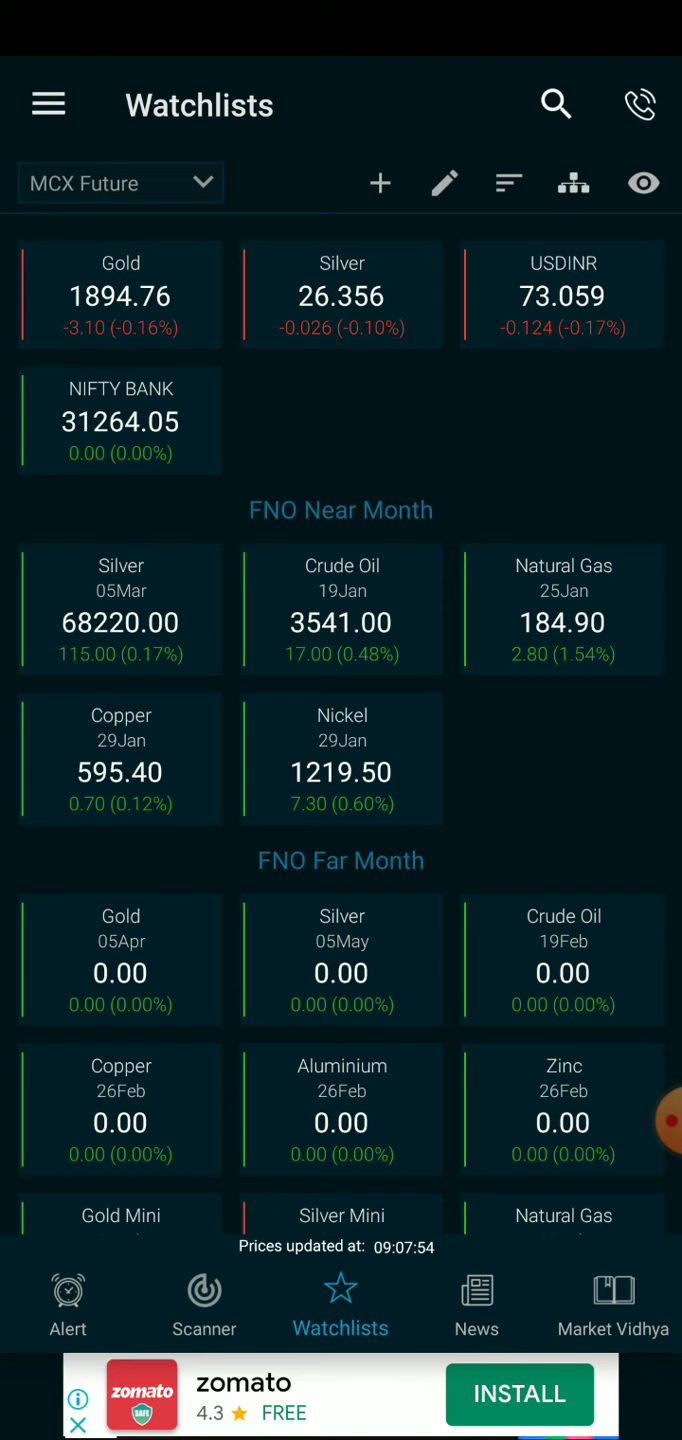 Watchlists
MCX Future
Gold Silver USDINR
1894.76 26.356 73.059
-3.10 (-0.16%) -0.026 (-0.10%) -0.124 (-0.17%)
NIFTY BANK
31264.05
0.00 (0.00%)
FNO Near Month
Silver Crude Oil Natural Gas
05Mar 19Jan 25Jan
68220.00 3541.00 184.90
115.00 (0.17%) 17.00 (0.48%) 2.80 (1.54%)
Copper Nickel
29Jan 29Jan
595.40 1219.50
0.70 (0.12%) 7.30 (0.60%)
FNO Far Month
Gold Silver Crude Oil
05Apr 05May 19Feb
0.00 0.00 0.00
0.00 (0.00%) 0.00 (0.00%) 0.00 (0.00%)
Copper Aluminium Zinc
26Feb 26Feb 26Feb
0.00 0.00 0.00
0.00 (0.00%) 0.00 (0.00%) 0.00 (0.00%)
Gold Mini Silver Mini Natural Gas
Prices updated at: 09:07:54
Alert Scanner Watchlists News Market Vidhya
zomato
SAFE
zomato
4.3 ★ FREE
INSTALL